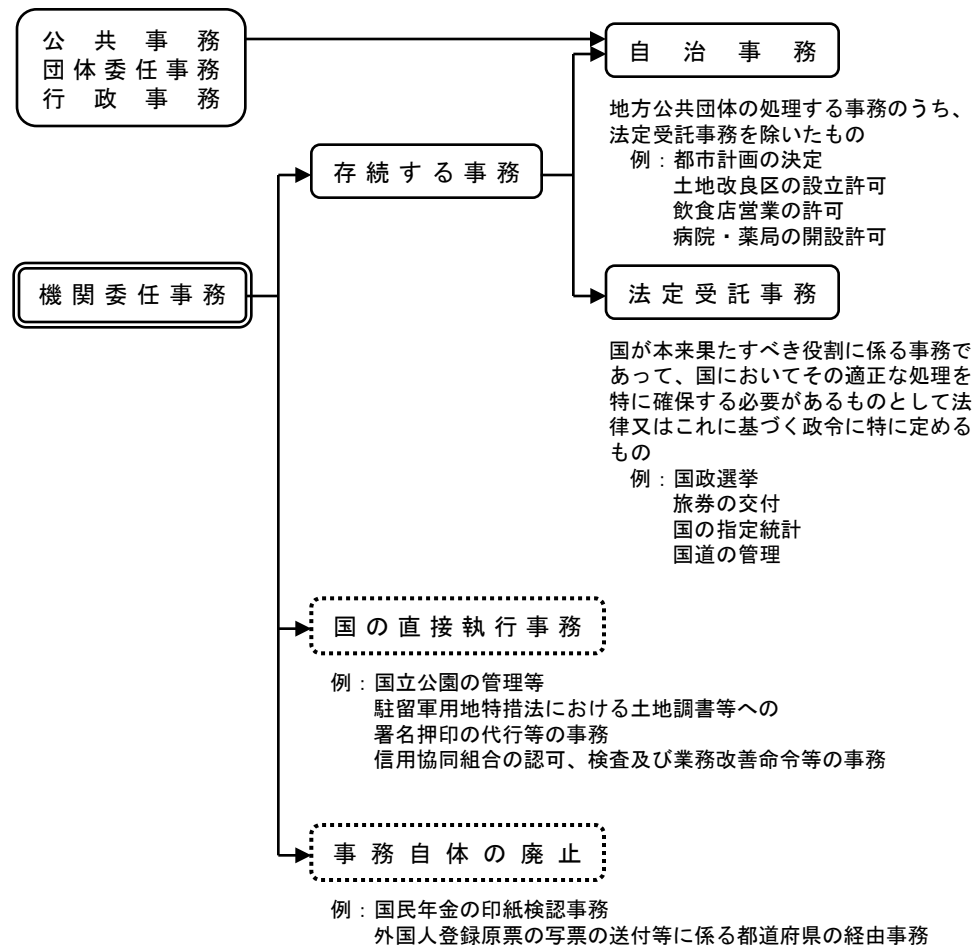 公共事務
団体委任事務
行政事務
自治事務
地方公共団体の処理する事務のうち、
法定受託事務を除いたもの
例：都市計画の決定
土地改良区の設立許可
飲食店営業の許可
病院・薬局の開設許可
存続する事務
機関委任事務
法定受託事務
国が本来果たすべき役割に係る事務で
あって、国においてその適正な処理を
特に確保する必要があるものとして法
律又はこれに基づく政令に特に定める
もの
例：国政選挙
旅券の交付
国の指定統計
国道の管理
国の直接執行事務
例：国立公園の管理等
駐留軍用地特措法における土地調書等への
署名押印の代行等の事務
信用協同組合の認可、検査及び業務改善命令等の事務
事務自体の廃止
例：国民年金の印紙検認事務
外国人登録原票の写票の送付等に係る都道府県の経由事務